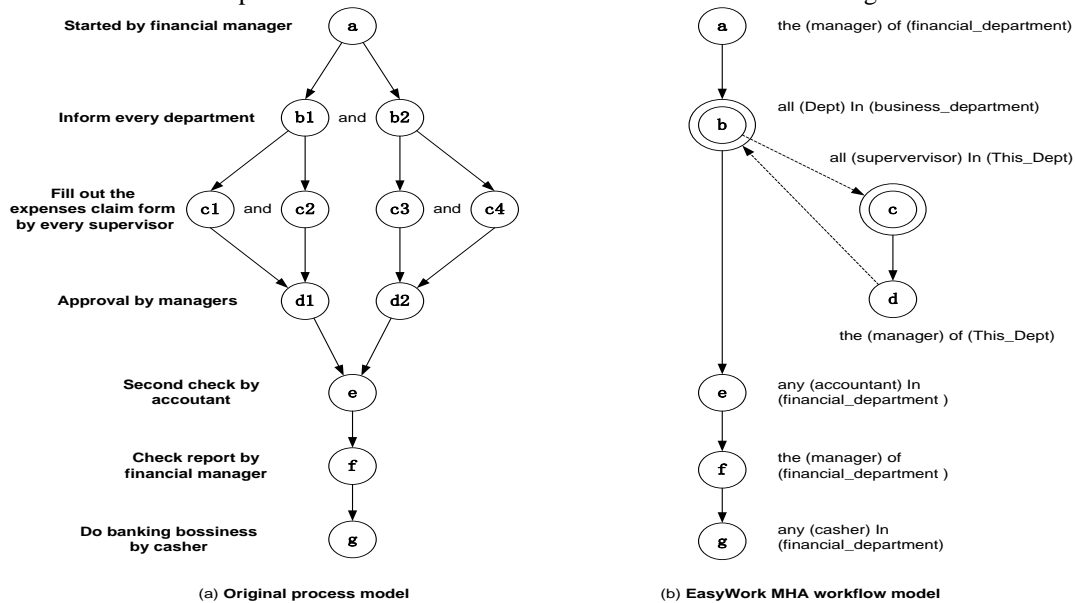 Started by financial manager
a
Inform every department
b1 and b2
Fill out the
expenses claim form
by every supervisor
c1 and c2 c3 and c4
Approval by managers
d1 d2
Second check by
accoutant
e
Check report by
financial manager
f
Do banking bossiness
by casher
g
(a) Original process model
a
the (manager) of (financial_department)
all (Dept) In (business_department)
b
all (supervervisor) In (This_Dept)
c
d
the (manager) of (This_Dept)
e
any (accountant) In
(financial_department )
f
the (manager) of
(financial_department )
g
any (casher) In
(financial_department)
(b) EasyWork MHA workflow model